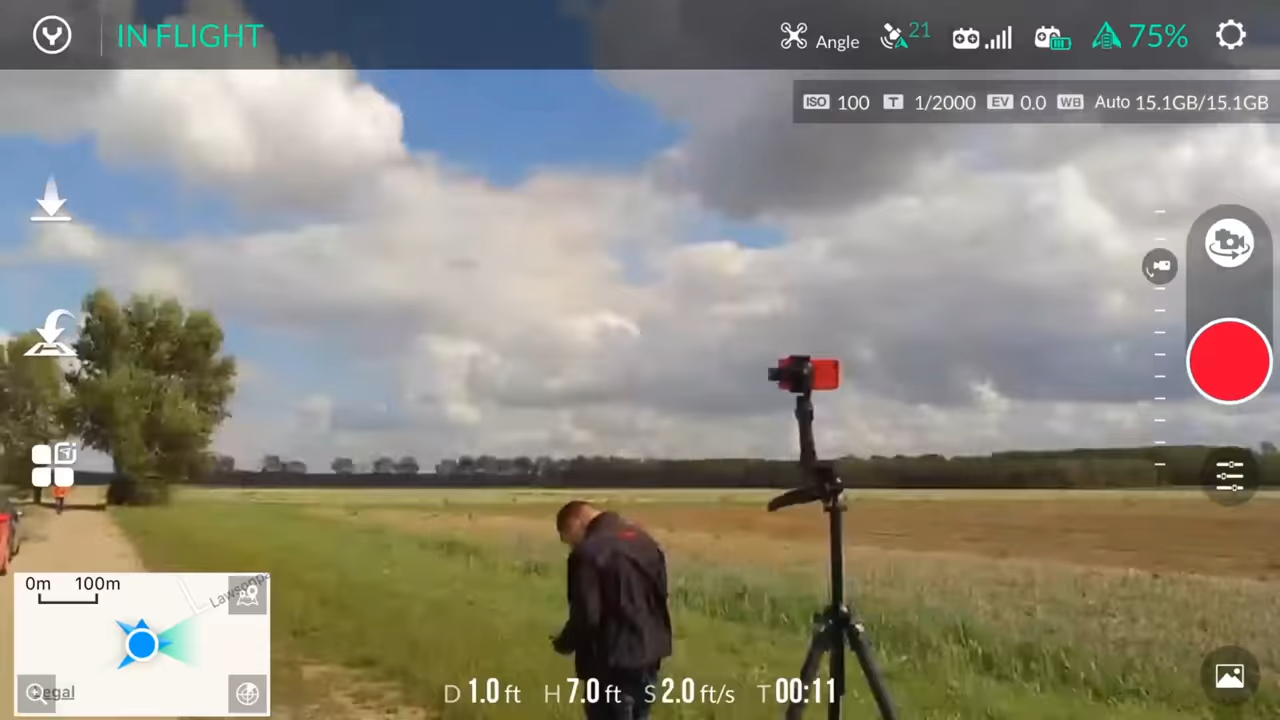 IN FLIGHT
Angle
21
75%
ISO 100 T 1/2000 EV 0.0 WB Auto 15.1GB/15.1GB
0m 100m
Legal
D 1.0 ft H 7.0 ft S 2.0 ft/s T 00:11